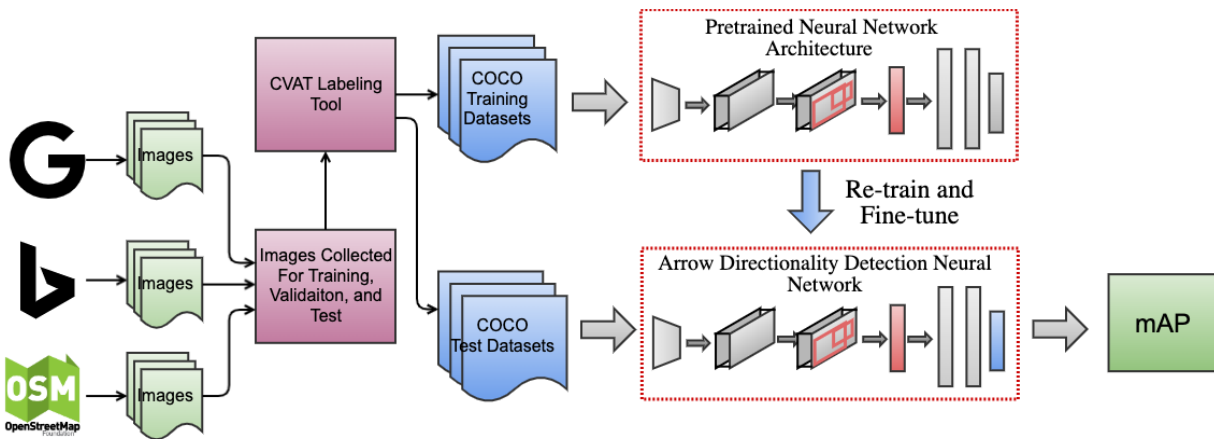 Pretrained Neural Network
Architecture
CVAT Labeling
Tool
COCO
Training
Datasets
G
Images
Re-train and
Fine-tune
Images Collected
For Training,
Validaiton, and
Test
b
Images
Arrow Directionality Detection Neural
Network
COCO
Test Datasets
mAP
OSM
OpenStreetMap
Foundation
Images